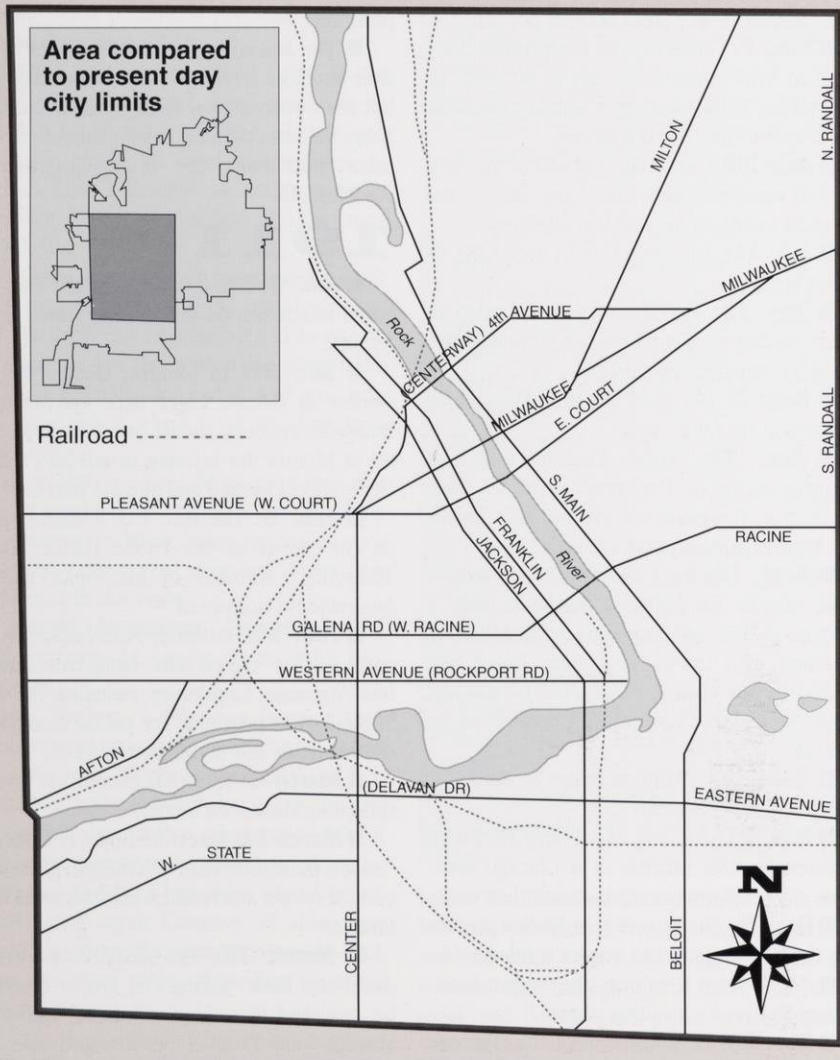 Area compared
to present day
city limits
Railroad
N. RANDALL
MILTON
MILWAUKEE
Rock
(CENTERWAY) 4th AVENUE
MILWAUKEE
E. COURT
S. RANDALL
PLEASANT AVENUE (W. COURT)
S. MAIN
FRANKLIN
JACKSON
River
RACINE
GALENA RD (W. RACINE)
WESTERN AVENUE (ROCKPORT RD)
AFTON
(DELAVAN DR)
EASTERN AVENUE
W. STATE
CENTER
BELOIT
N